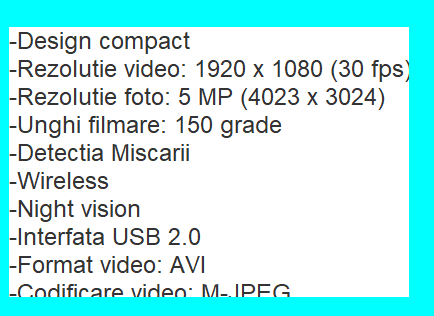 -Design compact
-Rezolutie video: 1920 x 1080 (30 fps)
-Rezolutie foto: 5 MP (4023 x 3024)
-Unghi filmare: 150 grade
-Detectia Miscarii
-Wireless
-Night vision
-Interfata USB 2.0
-Format video: AVI
-Codificare video: M-JPEG